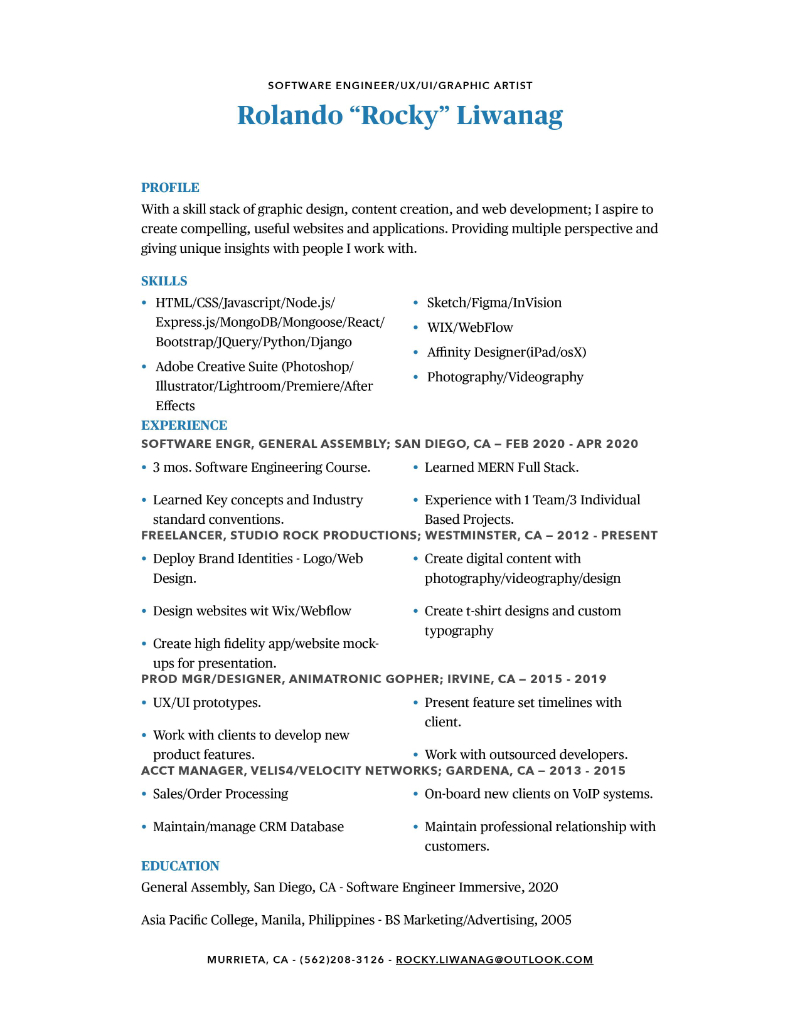 SOFTWARE ENGINEER/UX/UI/GRAPHIC ARTIST
Rolando “Rocky” Liwanag
PROFILE
With a skill stack of graphic design, content creation, and web development; I aspire to
create compelling, useful websites and applications. Providing multiple perspective and
giving unique insights with people I work with.
SKILLS
• HTML/CSS/Javascript/Node.js/
Express.js/MongoDB/Mongoose/React/
Bootstrap/JQuery/Python/Django
• Adobe Creative Suite (Photoshop/
Illustrator/Lightroom/Premiere/After
Effects
• Sketch/Figma/InVision
• WIX/WebFlow
• Affinity Designer(iPad/osX)
• Photography/Videography
EXPERIENCE
SOFTWARE ENGR, GENERAL ASSEMBLY; SAN DIEGO, CA – FEB 2020 - APR 2020
• 3 mos. Software Engineering Course.
• Learned Key concepts and Industry
standard conventions.
• Learned MERN Full Stack.
• Experience with 1 Team/3 Individual
Based Projects.
FREELANCER, STUDIO ROCK PRODUCTIONS; WESTMINSTER, CA – 2012 - PRESENT
• Deploy Brand Identities - Logo/Web
Design.
• Design websites wit Wix/Webflow
• Create high fidelity app/website mock-
ups for presentation.
• Create digital content with
photography/videography/design
• Create t-shirt designs and custom
typography
PROD MGR/DESIGNER, ANIMATRONIC GOPHER; IRVINE, CA – 2015 - 2019
• UX/UI prototypes.
• Work with clients to develop new
product features.
• Present feature set timelines with
client.
• Work with outsourced developers.
ACCT MANAGER, VELIS4/VELOCITY NETWORKS; GARDENA, CA – 2013 - 2015
• Sales/Order Processing
• Maintain/manage CRM Database
• On-board new clients on VoIP systems.
• Maintain professional relationship with
customers.
EDUCATION
General Assembly, San Diego, CA - Software Engineer Immersive, 2020
Asia Pacific College, Manila, Philippines - BS Marketing/Advertising, 2005
MURRIETA, CA - (562)208-3126 - ROCKY.LIWANAG@OUTLOOK.COM